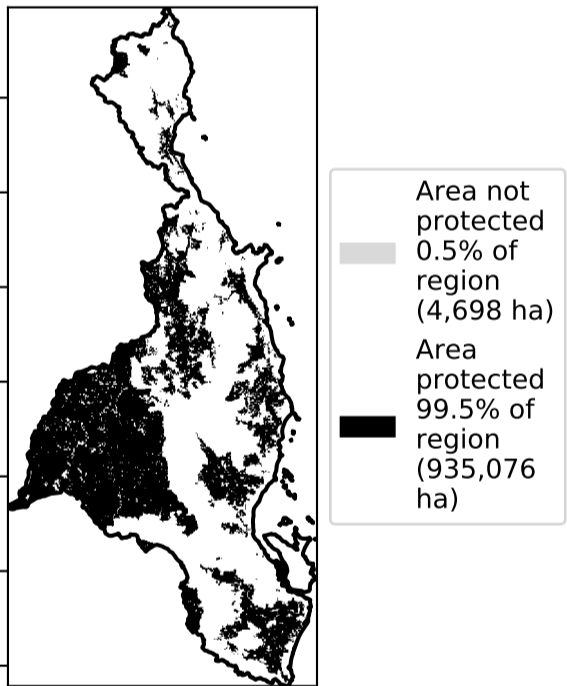 Area not
protected
0.5% of
region
(4,698 ha)
Area
protected
99.5% of
region
(935,076
ha)